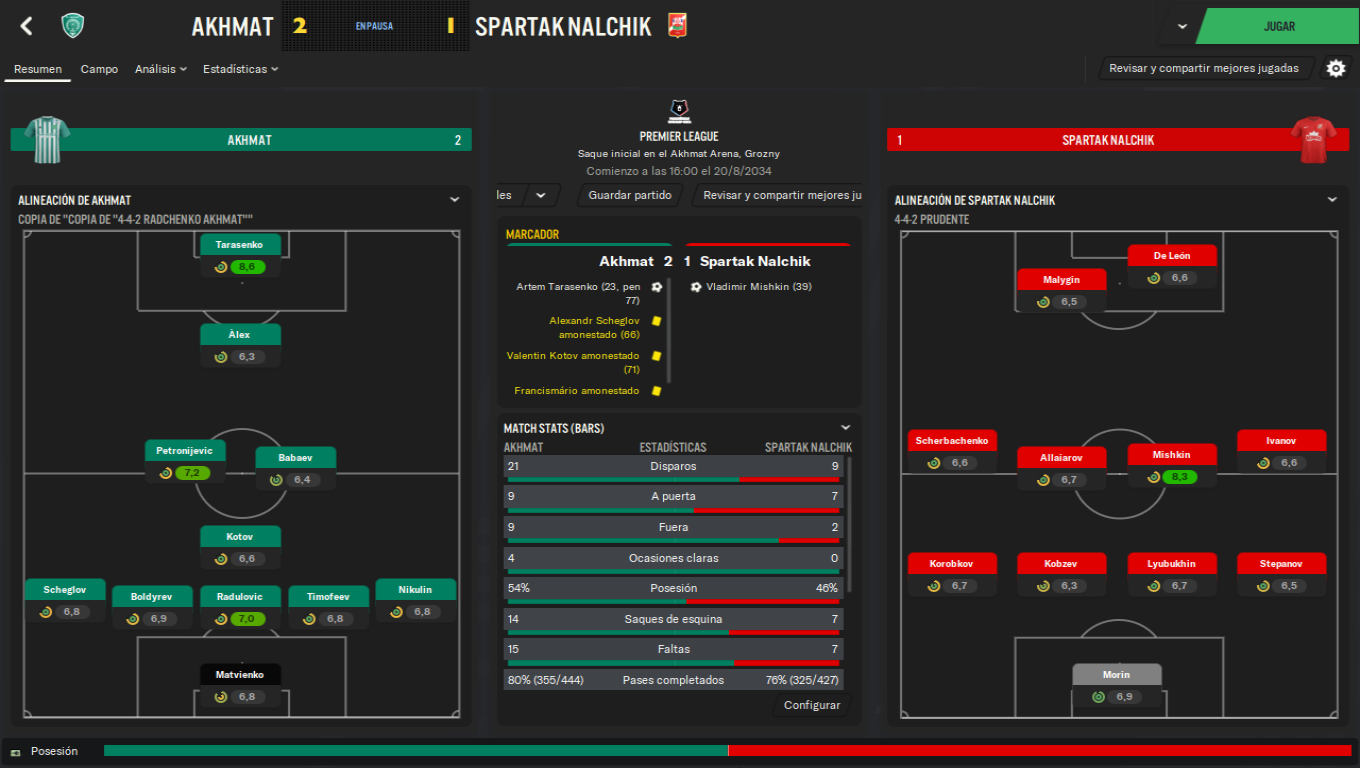 AKHMAT 2 EN PAUSA 1 SPARTAK NALCHIK
JUGAR
Resumen Campo Análisis Estadísticas
Revisar y compartir mejores jugadas
AKHMAT 2
PREMIER LEAGUE
Saque inicial en el Akhmat Arena, Grozny
Comienzo a las 16:00 el 20/8/2034
1 SPARTAK NALCHIK
les Guardar partido Revisar y compartir mejores ju
ALINEACIÓN DE AKHMAT
COPIA DE "COPIA DE "4-4-2 RADCHENKO AKHMAT""
Tarasenko
8,6
Àlex
6,3
Petronijevic
7,2
Babaev
6,4
Kotov
6,6
Scheglov
6,8
Boldyrev
6,9
Radulovic
7,0
Timofeev
6,8
Nikulin
6,8
Matvienko
6,8
MARCADOR
Akhmat 2 1 Spartak Nalchik
Artem Tarasenko (23, pen
77)
Vladimir Mishkin (39)
Alexandr Scheglov
amonestado (66)
Valentin Kotov amonestado
(71)
Francismário amonestado
MATCH STATS (BARS)
AKHMAT ESTADÍSTICAS SPARTAK NALCHIK
21 Disparos 9
9 A puerta 7
9 Fuera 2
4 Ocasiones claras 0
54% Posesión 46%
14 Saques de esquina 7
15 Faltas 7
80% (355/444) Pases completados 76% (325/427)
Configurar
ALINEACIÓN DE SPARTAK NALCHIK
4-4-2 PRUDENTE
De León
6,6
Malygin
6,5
Scherbachenko
6,6
Allaiarov
6,7
Mishkin
8,3
Ivanov
6,6
Korobkov
6,7
Kobzev
6,3
Lyubukhin
6,7
Stepanov
6,5
Morin
6,9
Posesión